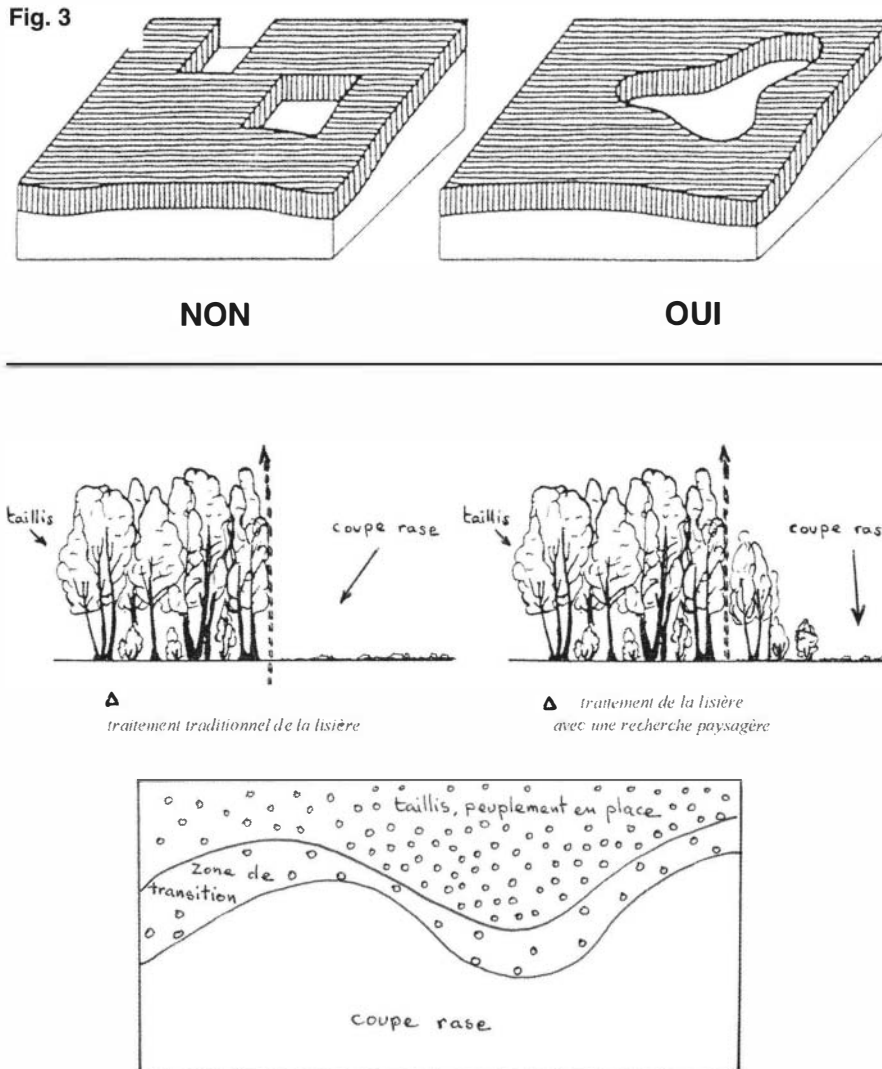 Fig. 3
NON
OUI
taillis
coupe rase
taillis
coupe ras
traitement traditionnel de la lisière
traitement de la lisière
avec une recherche paysagère
taillis, peuplement en place
zone de
transition
coupe rase